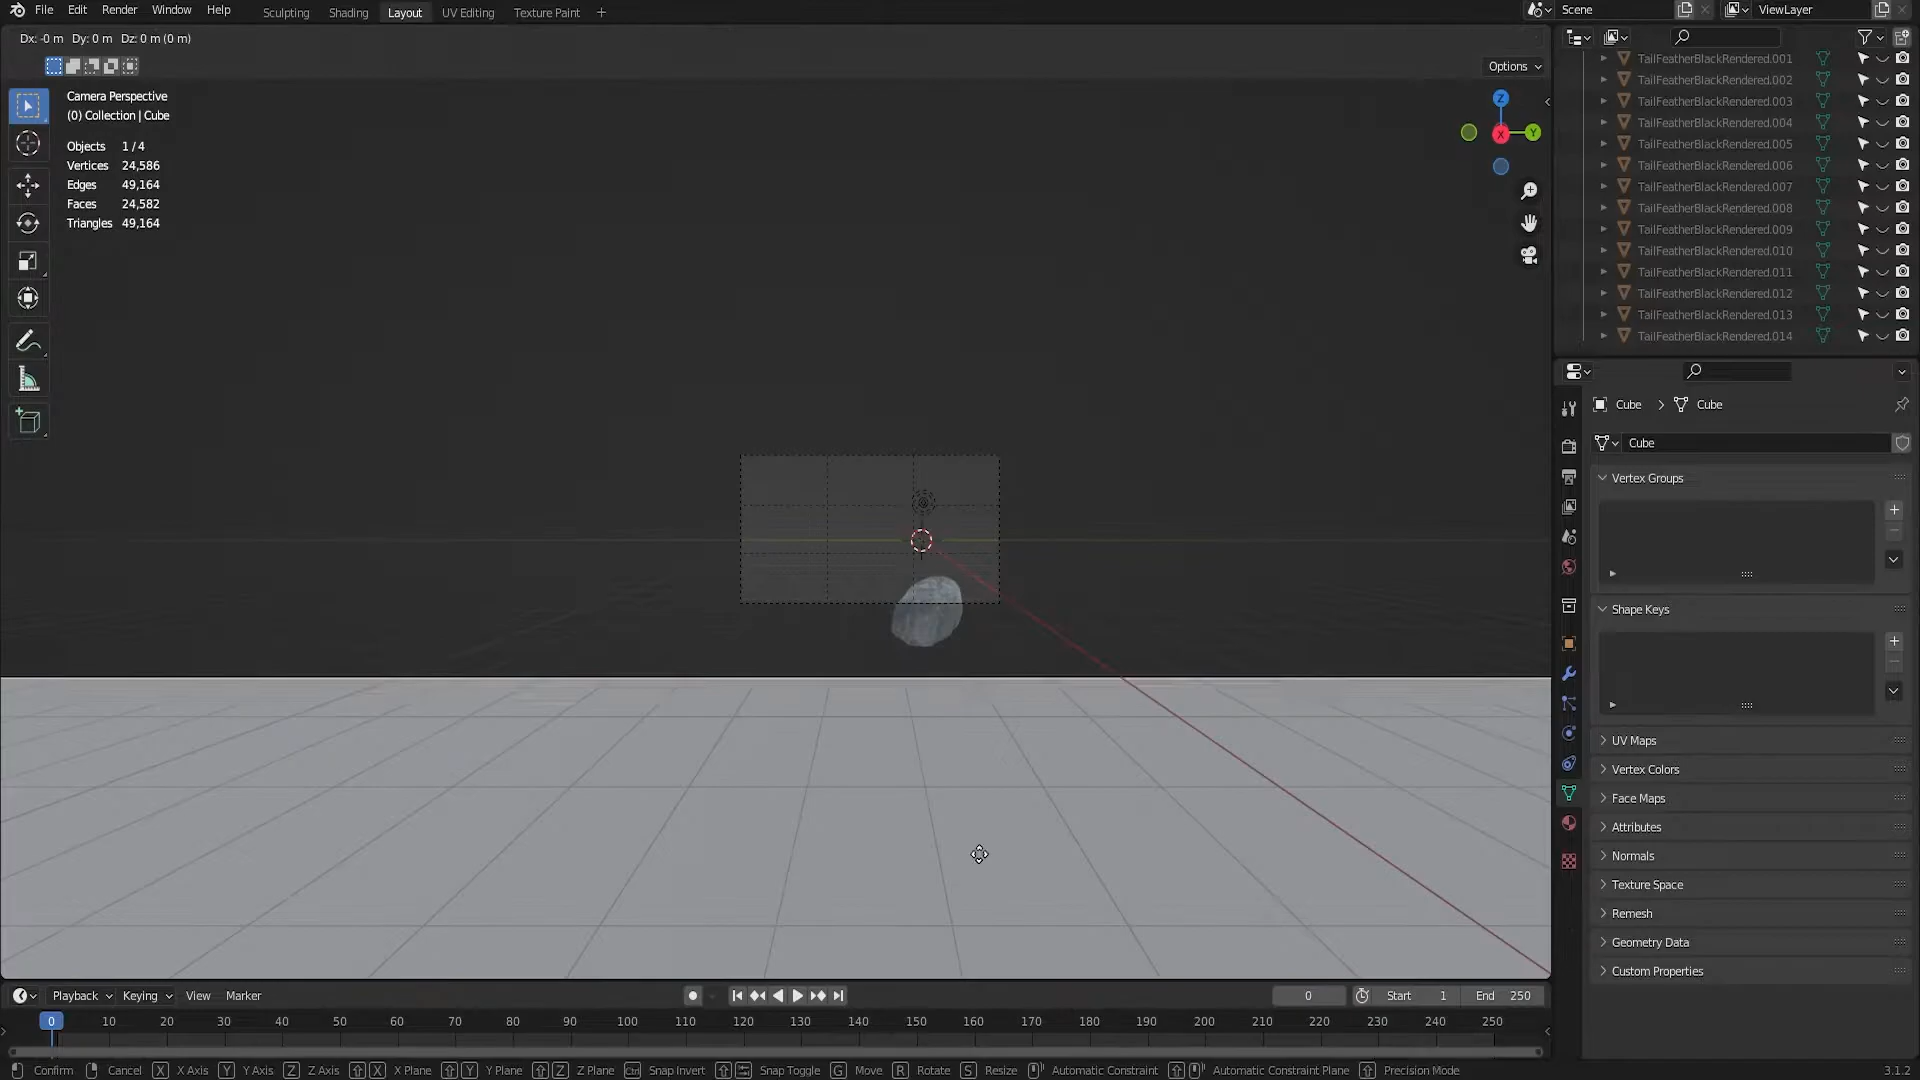 File Edit Render Window Help
Sculpting Shading Layout UV Editing Texture Paint +
Scene ViewLayer
Dx: -0 m Dy: 0 m Dz: 0 m (0 m)
Options
Camera Perspective
(0) Collection | Cube
Objects 1 / 4
Vertices 24,586
Edges 49,164
Faces 24,582
Triangles 49,164
Z
X
Y
TailFeatherBlackRendered.001
TailFeatherBlackRendered.002
TailFeatherBlackRendered.003
TailFeatherBlackRendered.004
TailFeatherBlackRendered.005
TailFeatherBlackRendered.006
TailFeatherBlackRendered.007
TailFeatherBlackRendered.008
TailFeatherBlackRendered.009
TailFeatherBlackRendered.010
TailFeatherBlackRendered.011
TailFeatherBlackRendered.012
TailFeatherBlackRendered.013
TailFeatherBlackRendered.014
Cube > Cube
Cube
Vertex Groups
Shape Keys
UV Maps
Vertex Colors
Face Maps
Attributes
Normals
Texture Space
Remesh
Geometry Data
Custom Properties
Playback Keying View Marker
0 Start 1 End 250
0 10 20 30 40 50 60 70 80 90 100 110 120 130 140 150 160 170 180 190 200 210 220 230 240 250
Confirm Cancel X X Axis Y Y Axis Z Z Axis X X Plane Y Y Plane Z Z Plane Ctrl Snap Invert Snap Toggle G Move R Rotate S Resize Automatic Constraint Automatic Constraint Plane Precision Mode 3.1.2